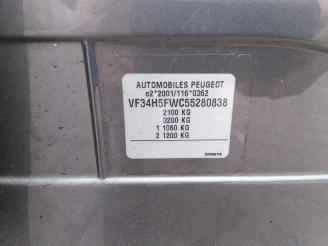 AUTOMOBILES PEUGEOT
e2*2001/116*0362
VF34H5FWC55280838
2100 KG
3200 KG
1 1060 KG
2 1200 KG